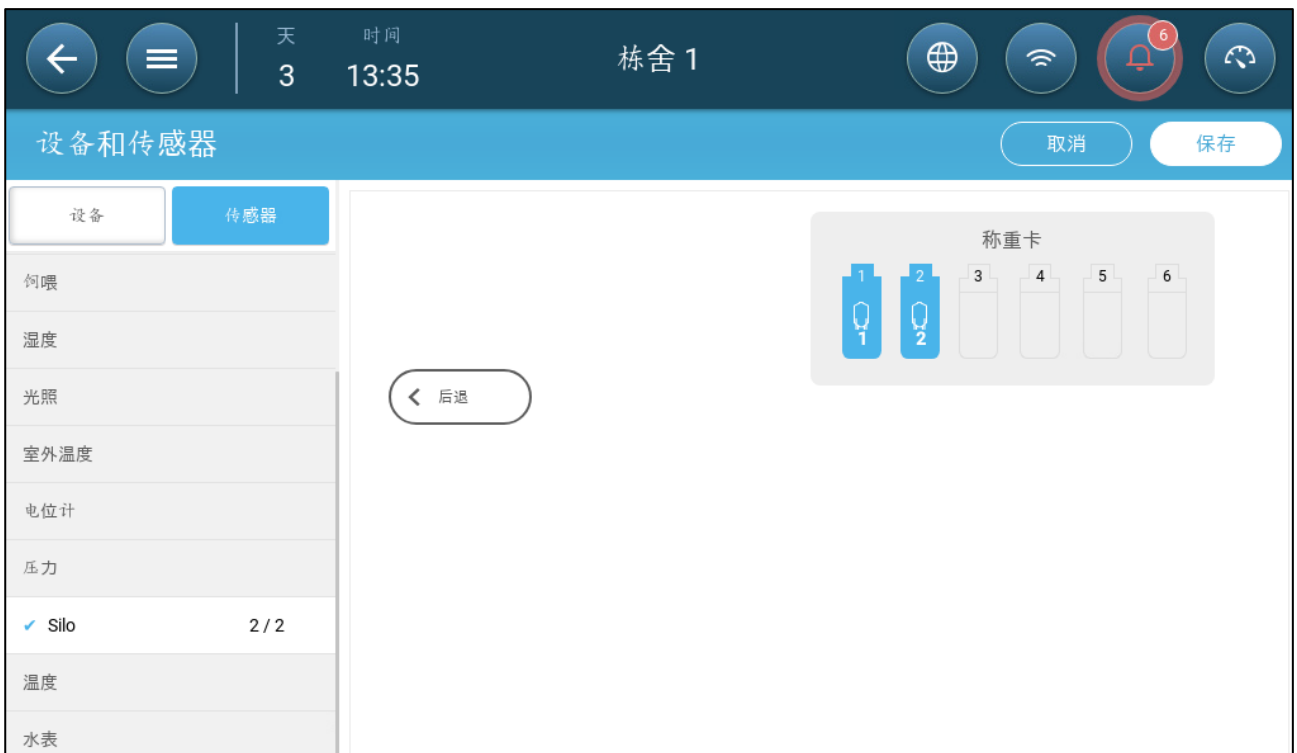 天 时间
3 13:35
栋舍 1
6
设备和传感器
取消
保存
设备
传感器
饲喂
湿度
光照
室外温度
电位计
压力
✔ Silo 2 / 2
温度
水表
后退
称重卡
1 2 3 4 5 6
1 2